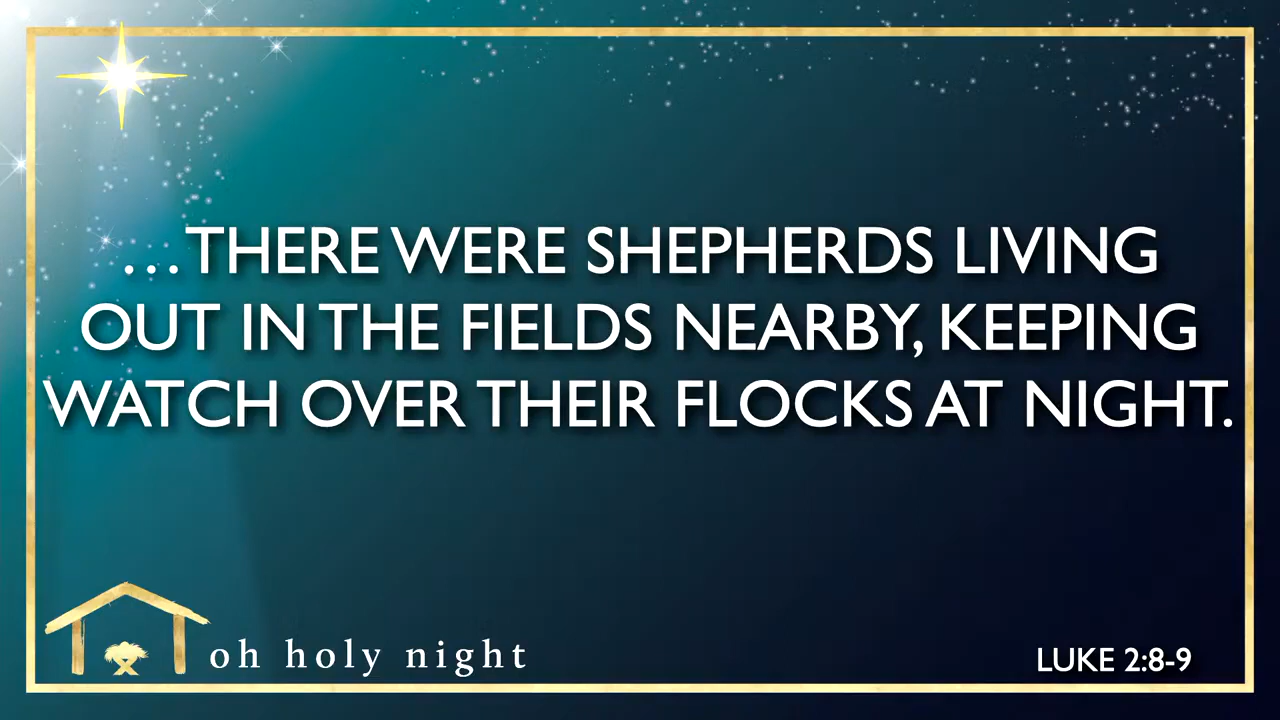 …THERE WERE SHEPHERDS LIVING
OUT IN THE FIELDS NEARBY, KEEPING
WATCH OVER THEIR FLOCKS AT NIGHT.
oh holy night
LUKE 2:8-9